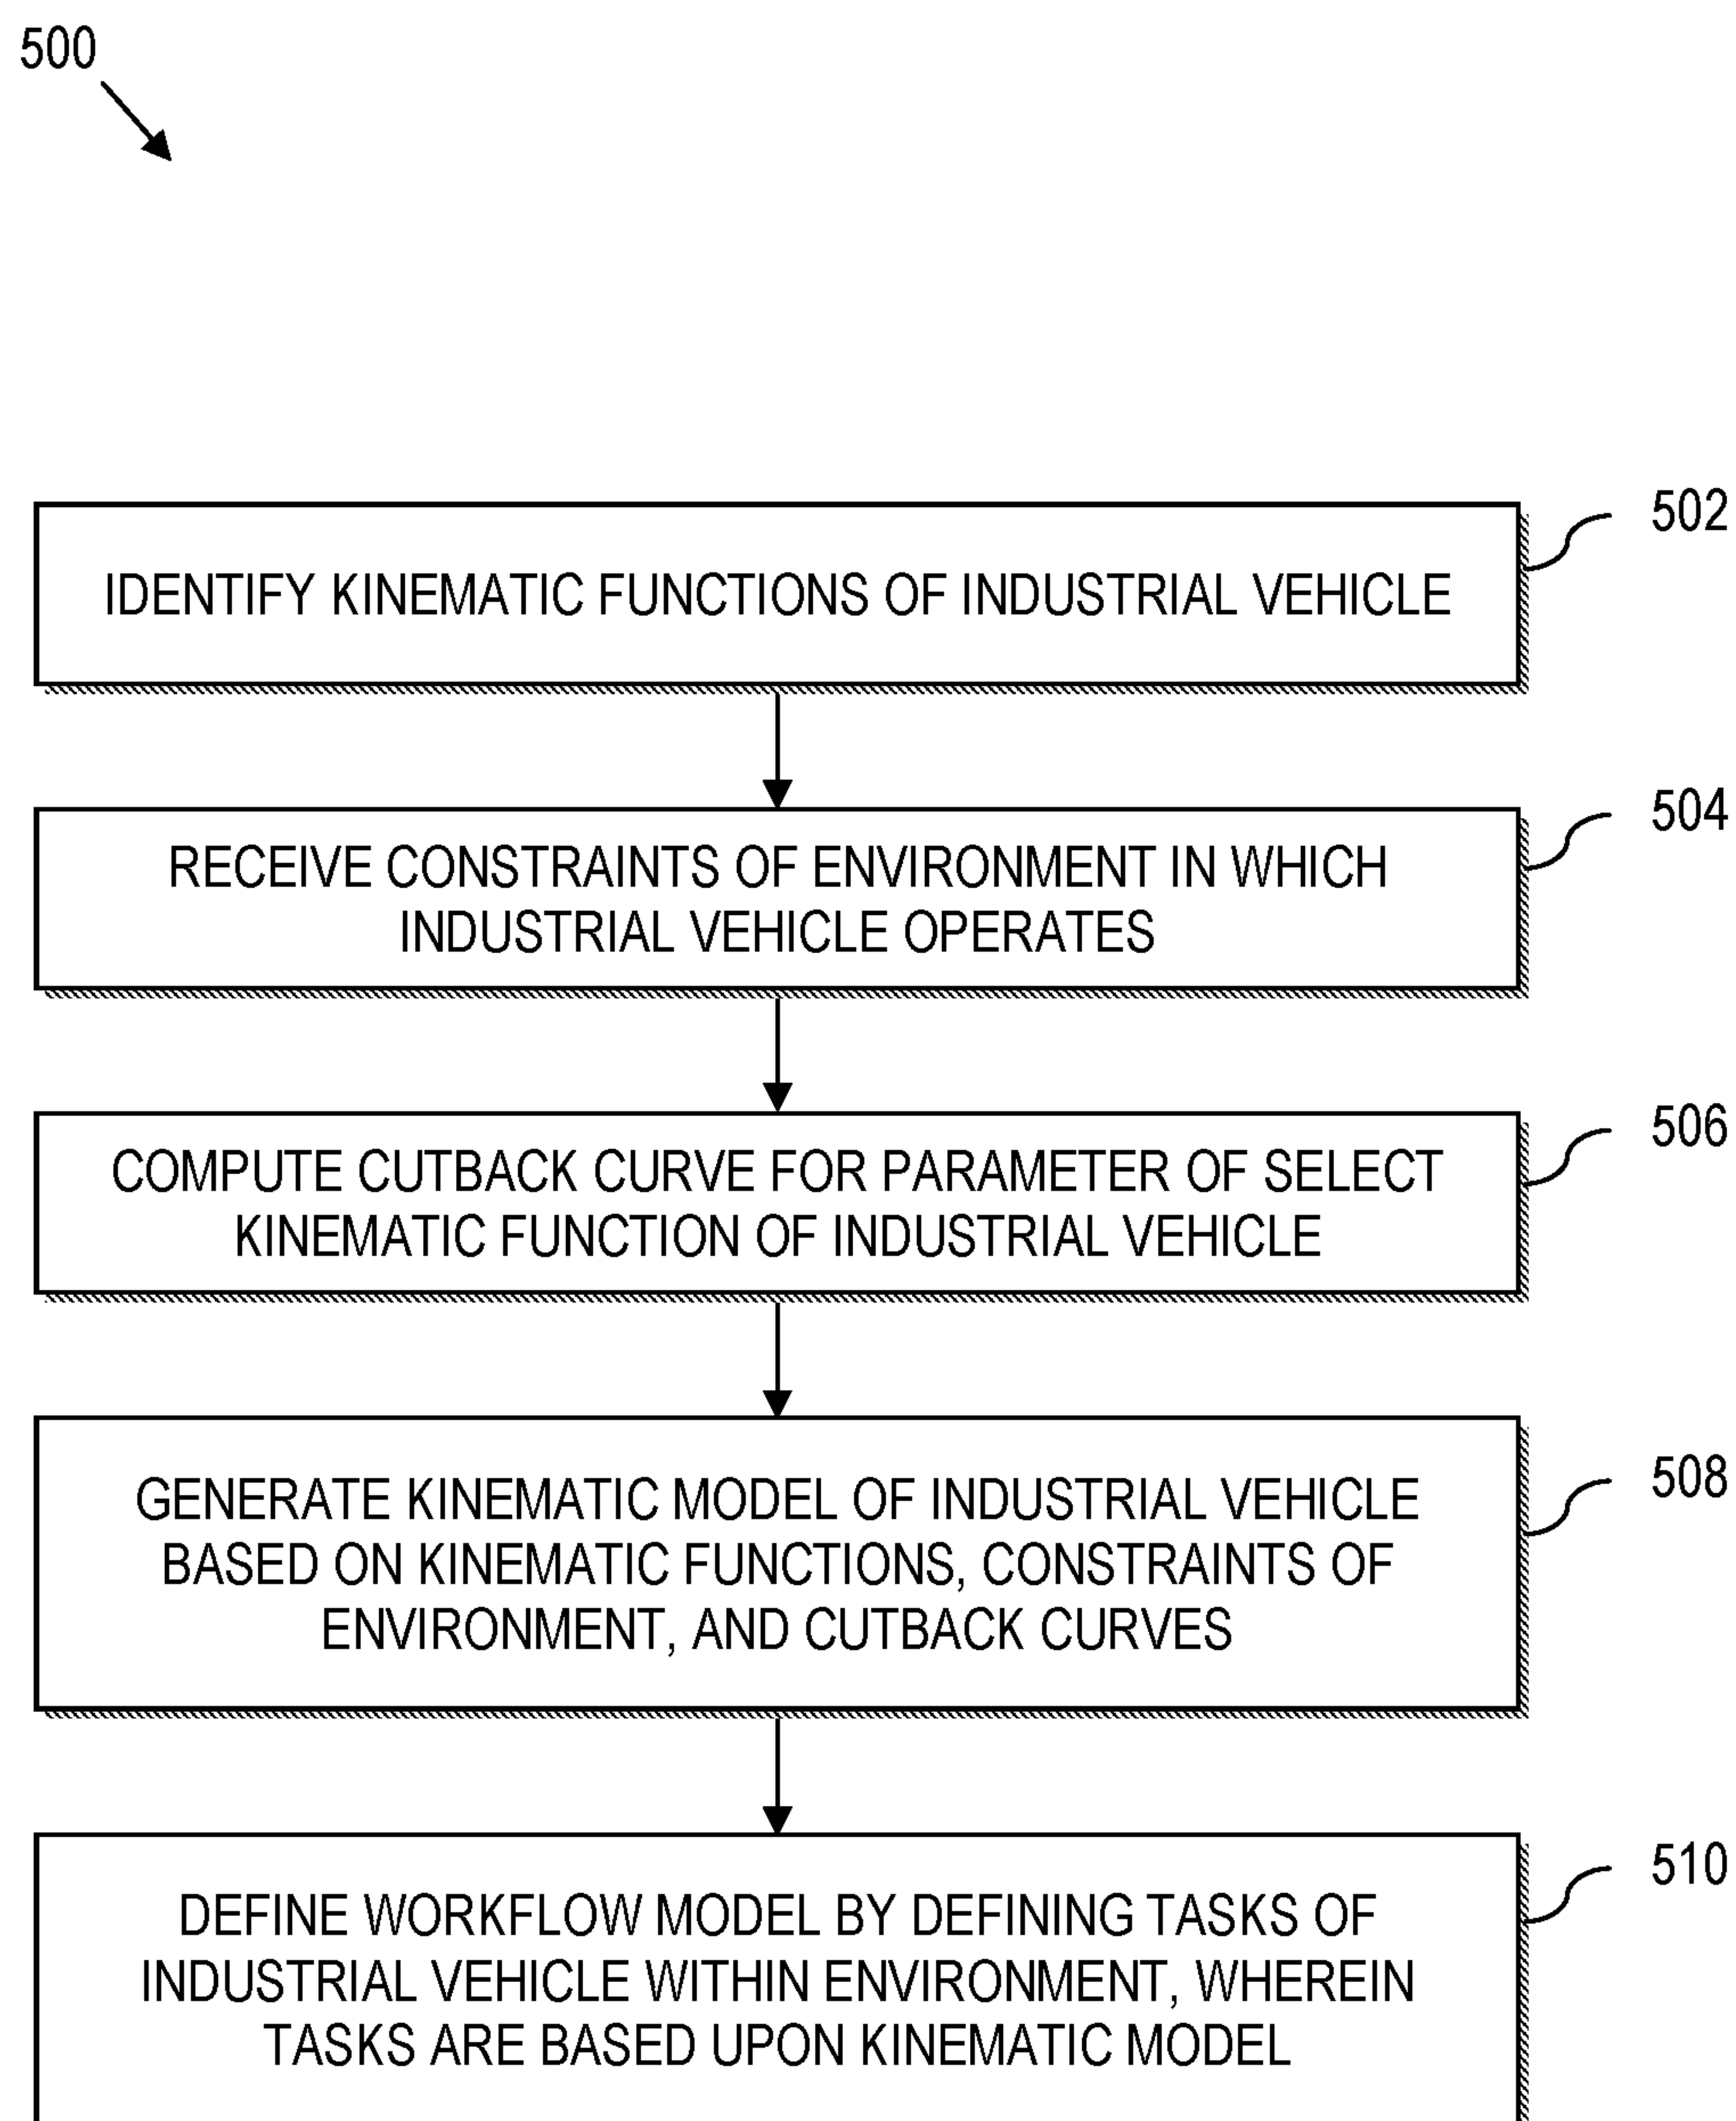 500
502
IDENTIFY KINEMATIC FUNCTIONS OF INDUSTRIAL VEHICLE
504
RECEIVE CONSTRAINTS OF ENVIRONMENT IN WHICH
INDUSTRIAL VEHICLE OPERATES
506
COMPUTE CUTBACK CURVE FOR PARAMETER OF SELECT
KINEMATIC FUNCTION OF INDUSTRIAL VEHICLE
508
GENERATE KINEMATIC MODEL OF INDUSTRIAL VEHICLE
BASED ON KINEMATIC FUNCTIONS, CONSTRAINTS OF
ENVIRONMENT, AND CUTBACK CURVES
510
DEFINE WORKFLOW MODEL BY DEFINING TASKS OF
INDUSTRIAL VEHICLE WITHIN ENVIRONMENT, WHEREIN
TASKS ARE BASED UPON KINEMATIC MODEL